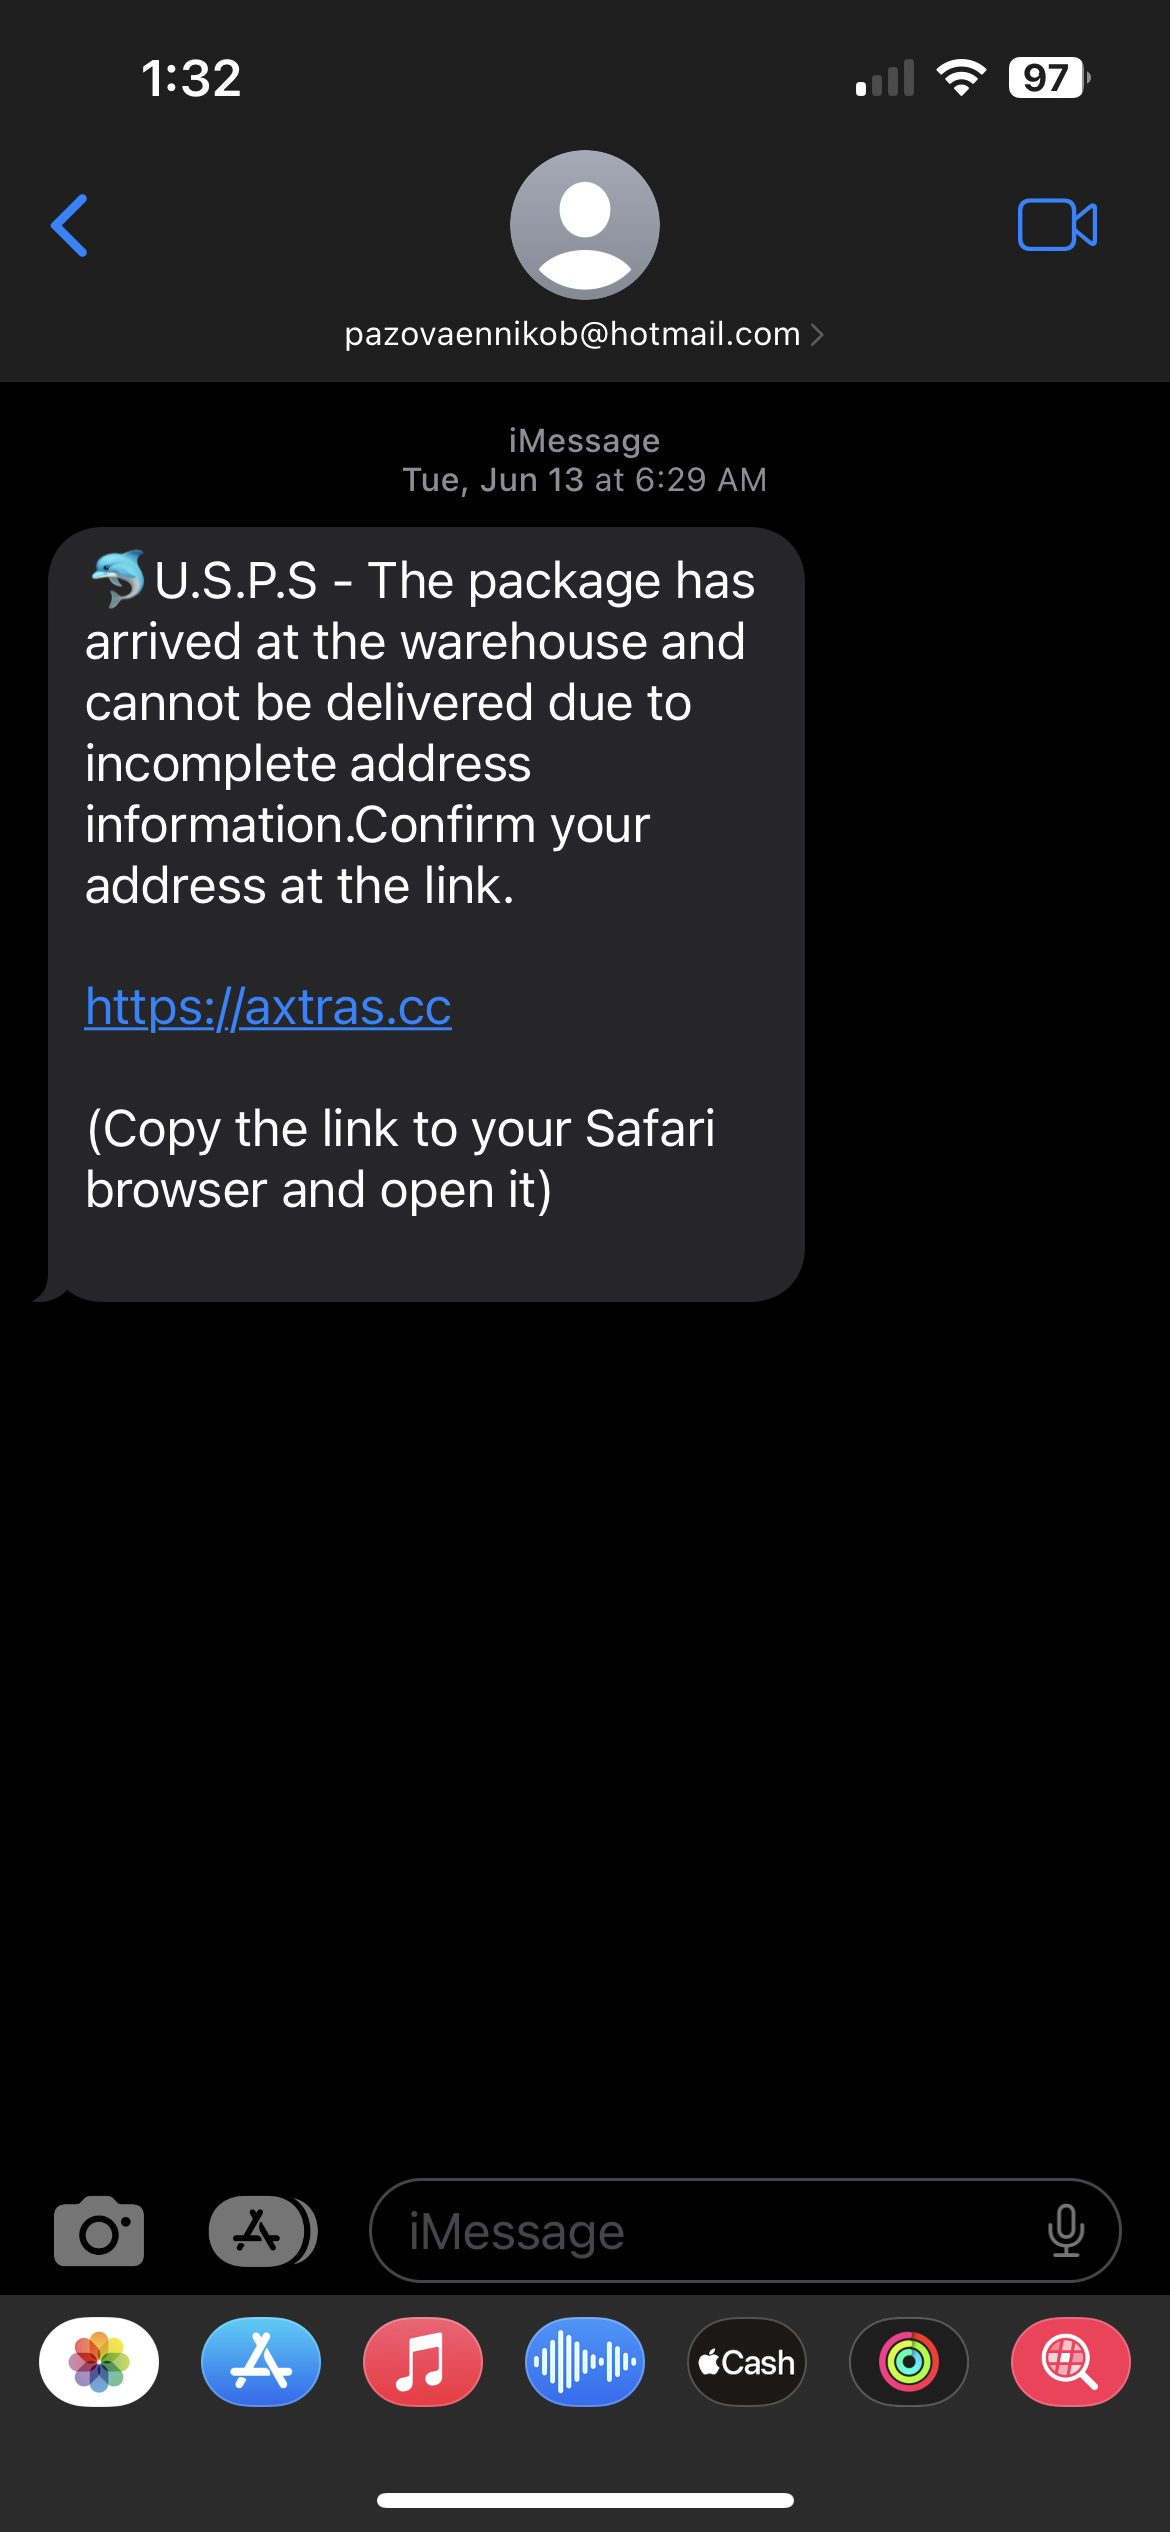 1:32
97
pazovaennikob@hotmail.com
iMessage
Tue, Jun 13 at 6:29 AM
🐬U.S.P.S - The package has
arrived at the warehouse and
cannot be delivered due to
incomplete address
information.Confirm your
address at the link.
https://axtras.cc
(Copy the link to your Safari
browser and open it)
iMessage
Cash